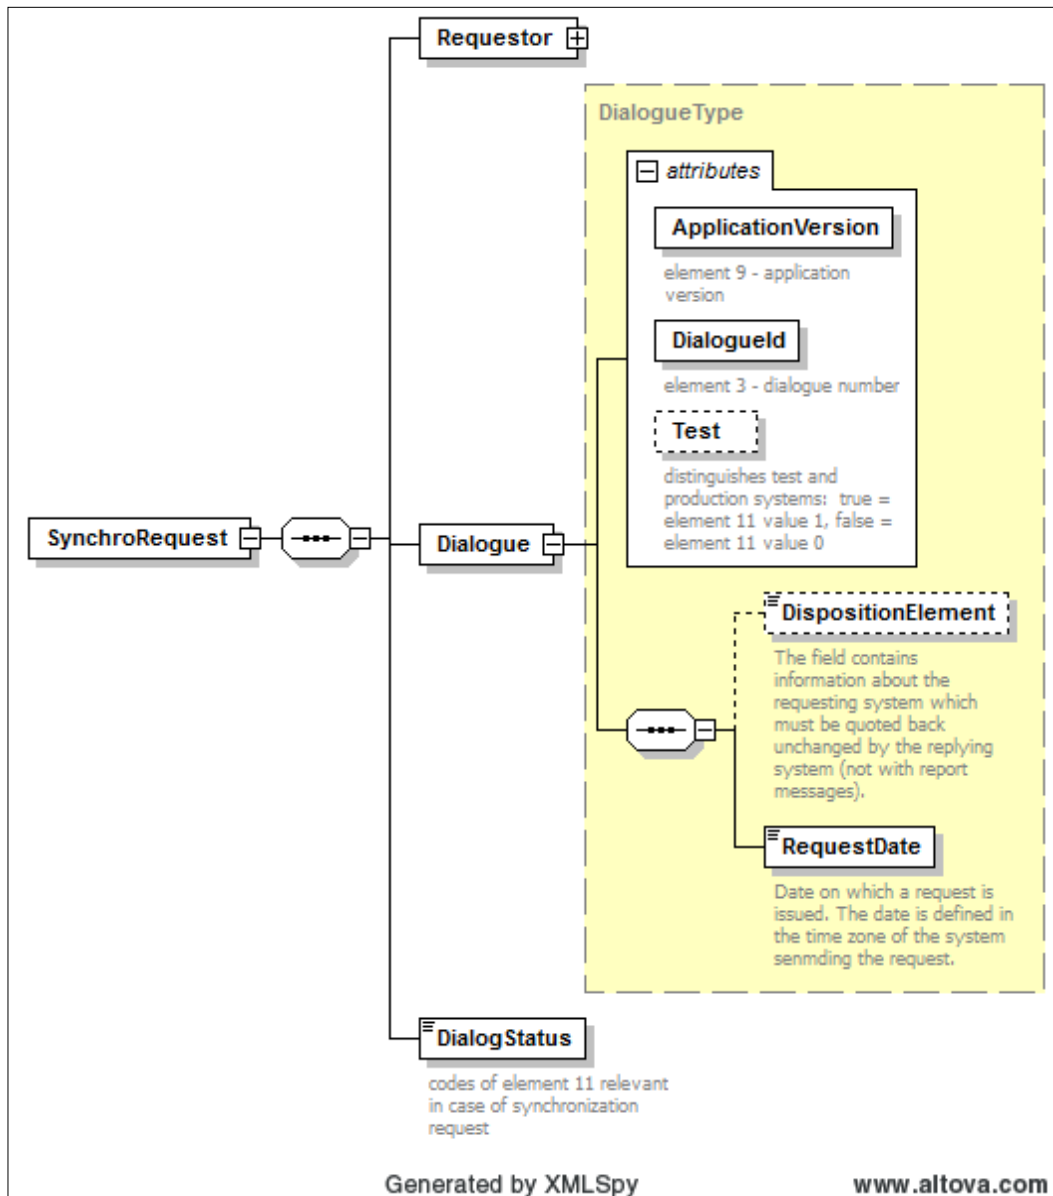 Requestor
DialogueType
attributes
ApplicationVersion
element 9 - application
version
DialogueId
element 3 - dialogue number
Test
distinguishes test and
production systems:  true =
element 11 value 1, false =
element 11 value 0
SynchroRequest
Dialogue
DispositionElement
The field contains
information about the
requesting system which
must be quoted back
unchanged by the replying
system (not with report
messages).
RequestDate
Date on which a request is
issued. The date is defined in
the time zone of the system
senmding the request.
DialogStatus
codes of element 11 relevant
in case of synchronization
request
Generated by XMLSpy
www.altova.com